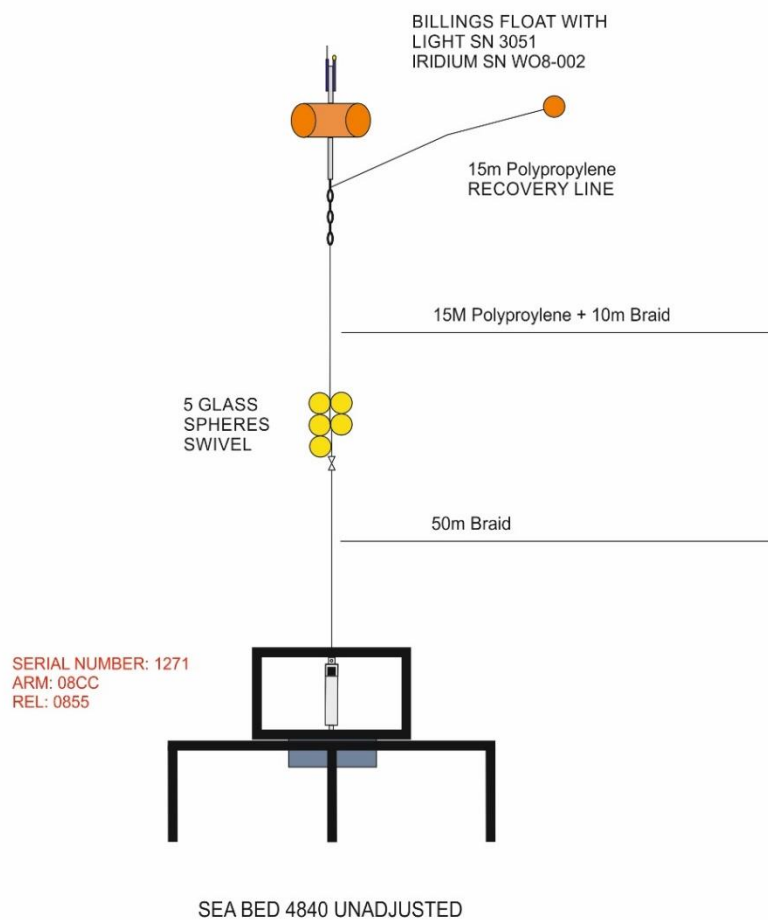 BILLINGS FLOAT WITH
LIGHT SN 3051
IRIDIUM SN WO8-002
15m Polypropylene
RECOVERY LINE
15M Polyproylene + 10m Braid
5 GLASS
SPHERES
SWIVEL
50m Braid
SERIAL NUMBER: 1271
ARM: 08CC
REL: 0855
SEA BED 4840 UNADJUSTED